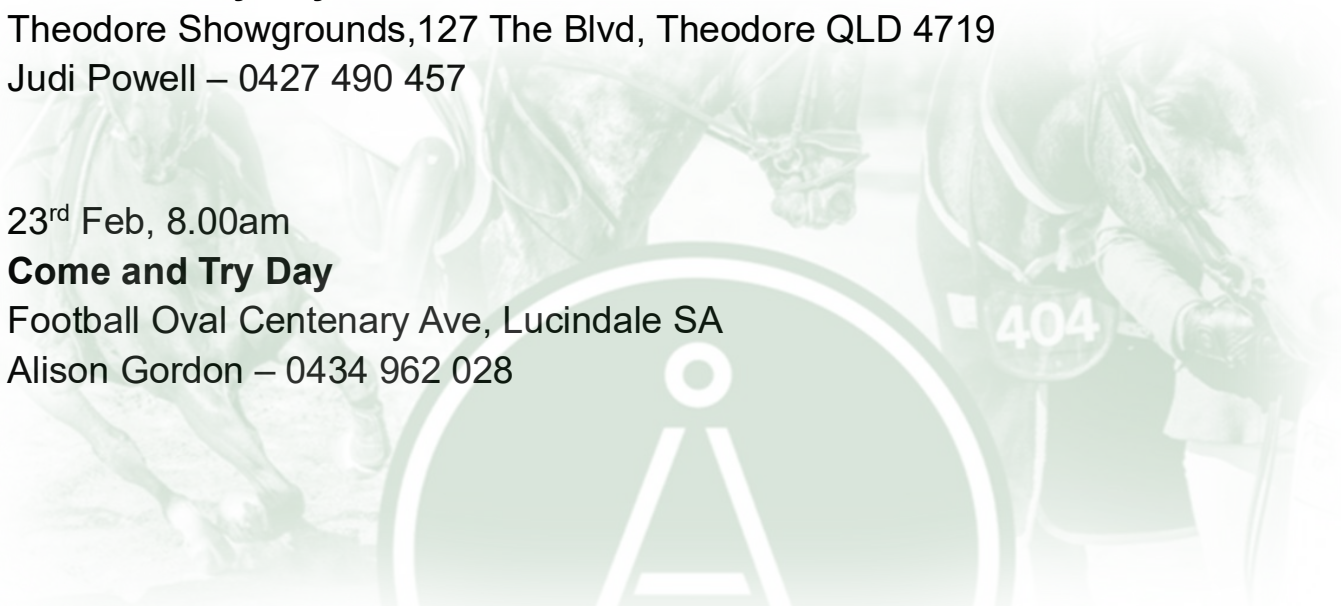 Theodore Showgrounds,127 The Blvd, Theodore QLD 4719
Judi Powell – 0427 490 457
23rd Feb, 8.00am
Come and Try Day
Football Oval Centenary Ave, Lucindale SA
Alison Gordon – 0434 962 028
404
Å